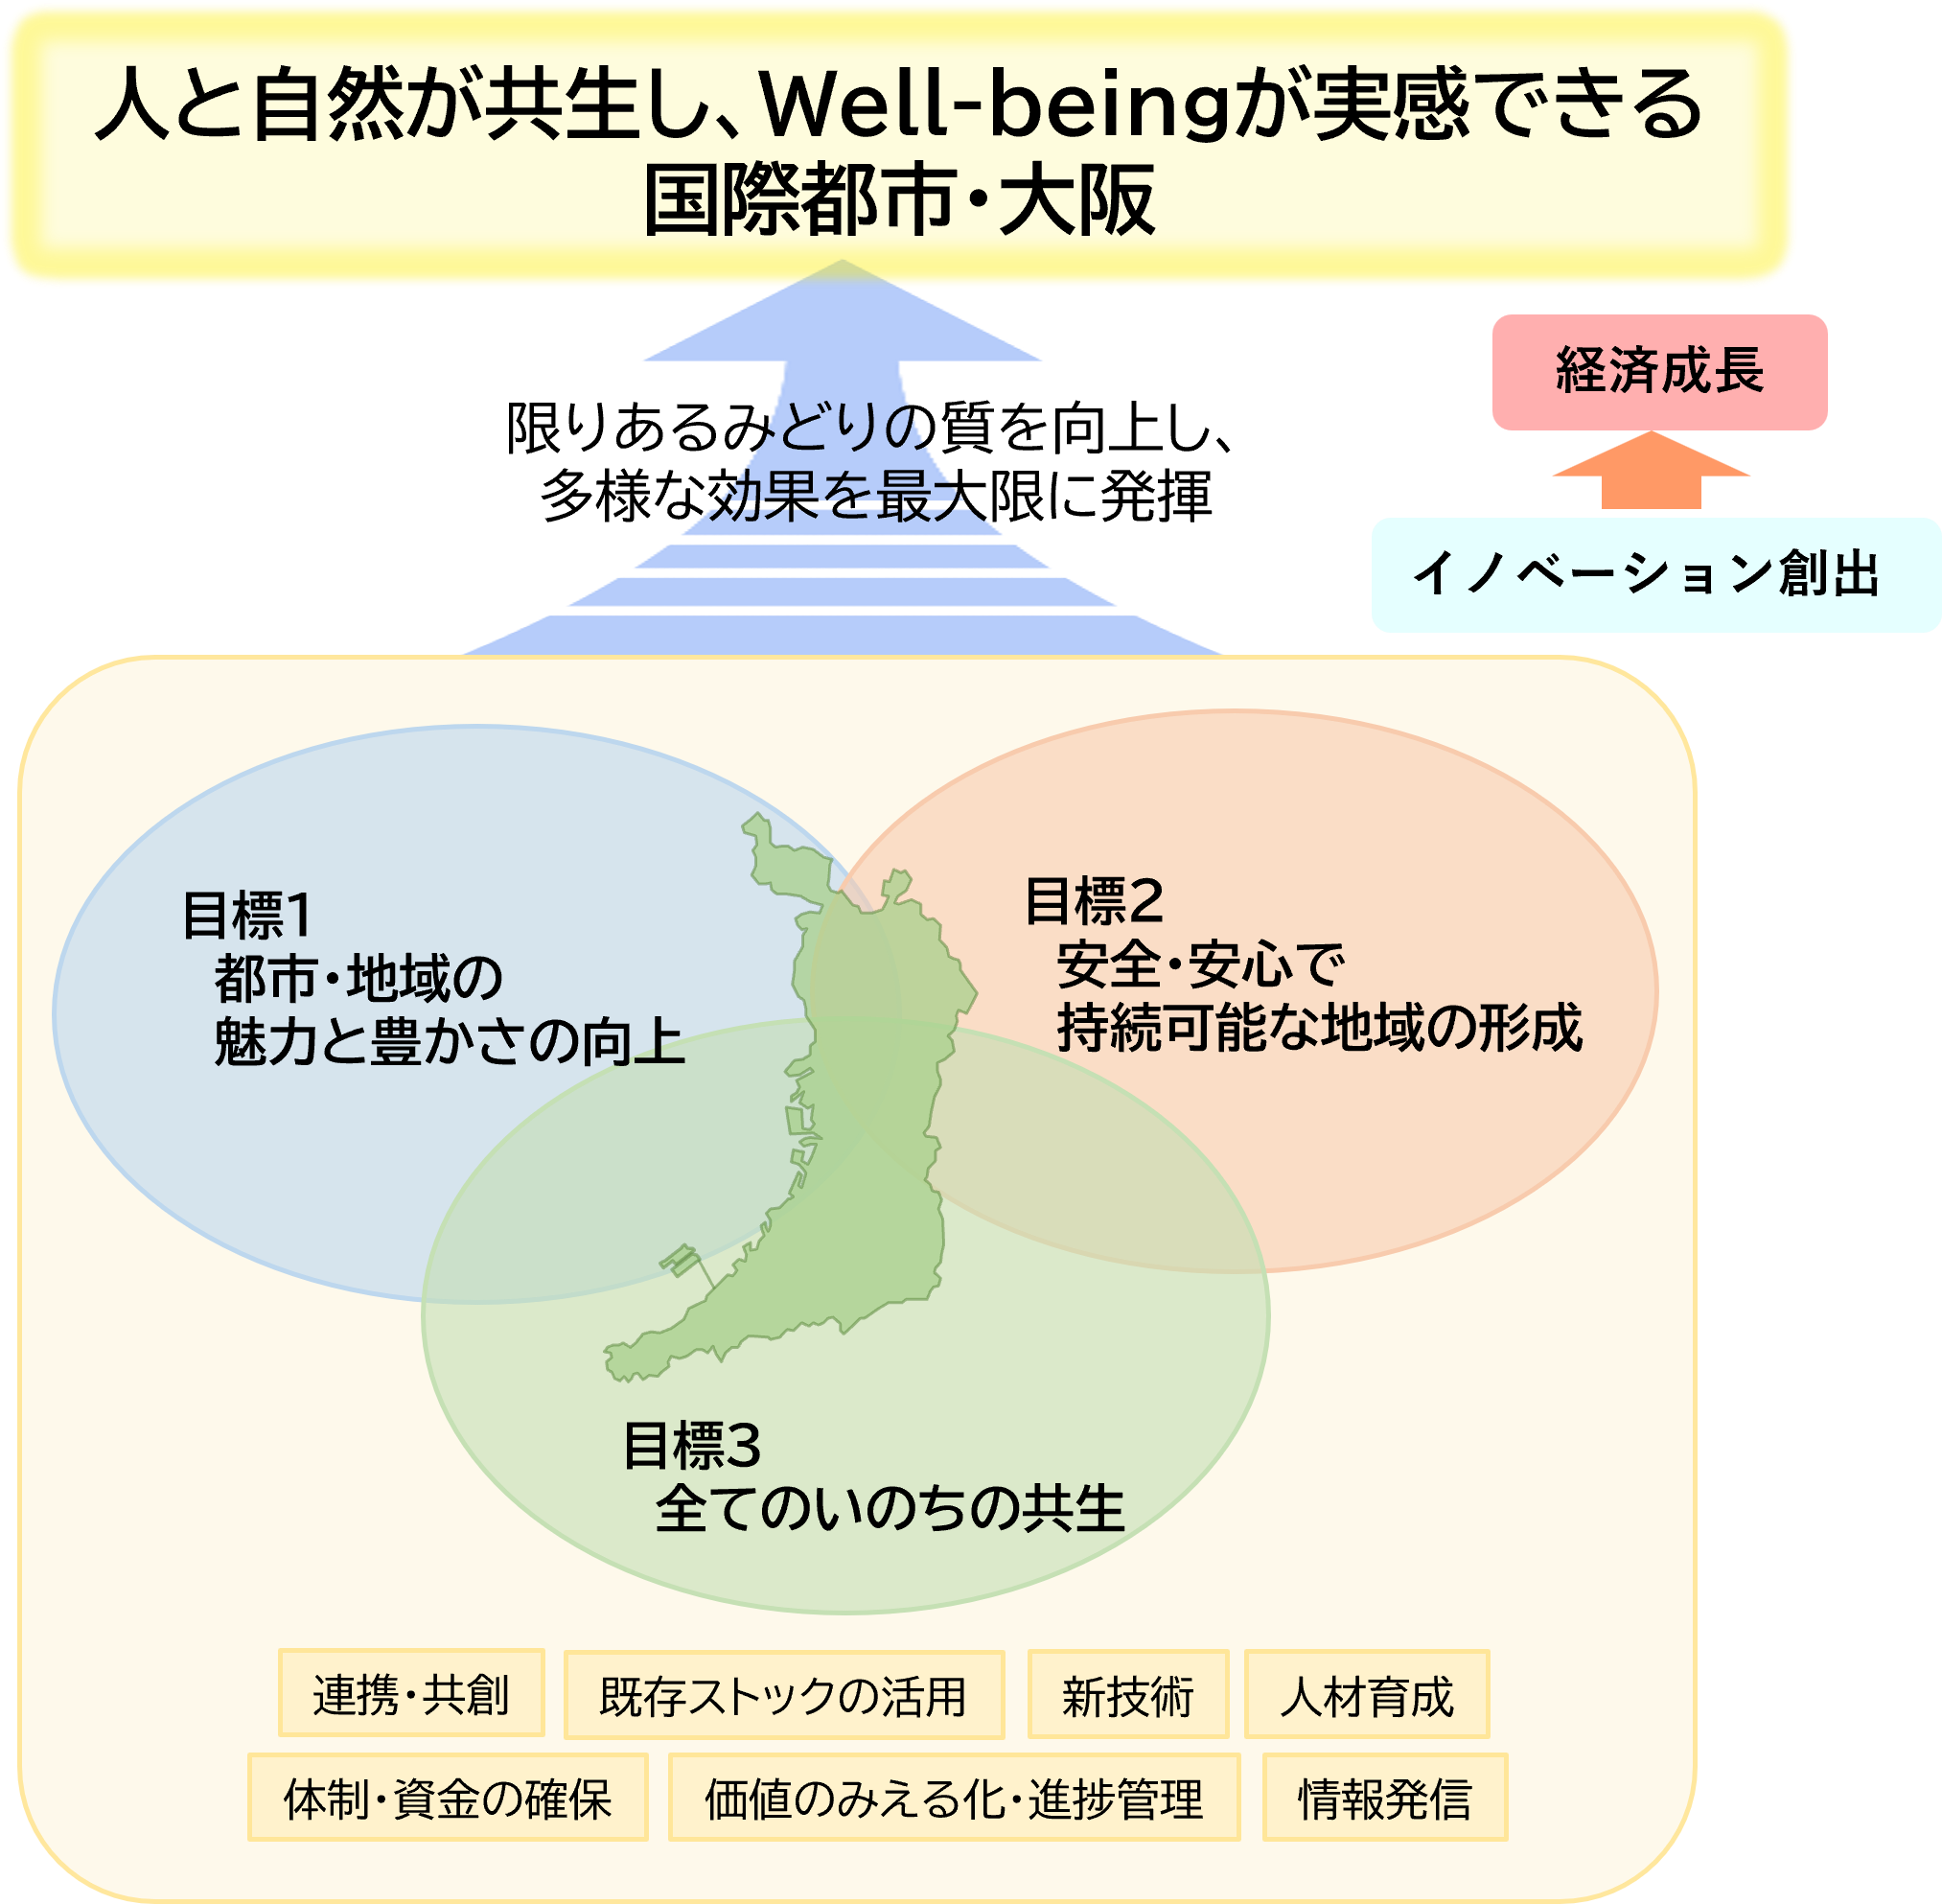 人と自然が共生し、Well-beingが実感できる
国際都市・大阪
限りあるみどりの質を向上し、
多様な効果を最大限に発揮
経済成長
イノベーション創出
目標1
都市・地域の
魅力と豊かさの向上
目標2
安全・安心で
持続可能な地域の形成
目標3
全てのいのちの共生
連携・共創
既存ストックの活用
新技術
人材育成
体制・資金の確保
価値のみえる化・進捗管理
情報発信